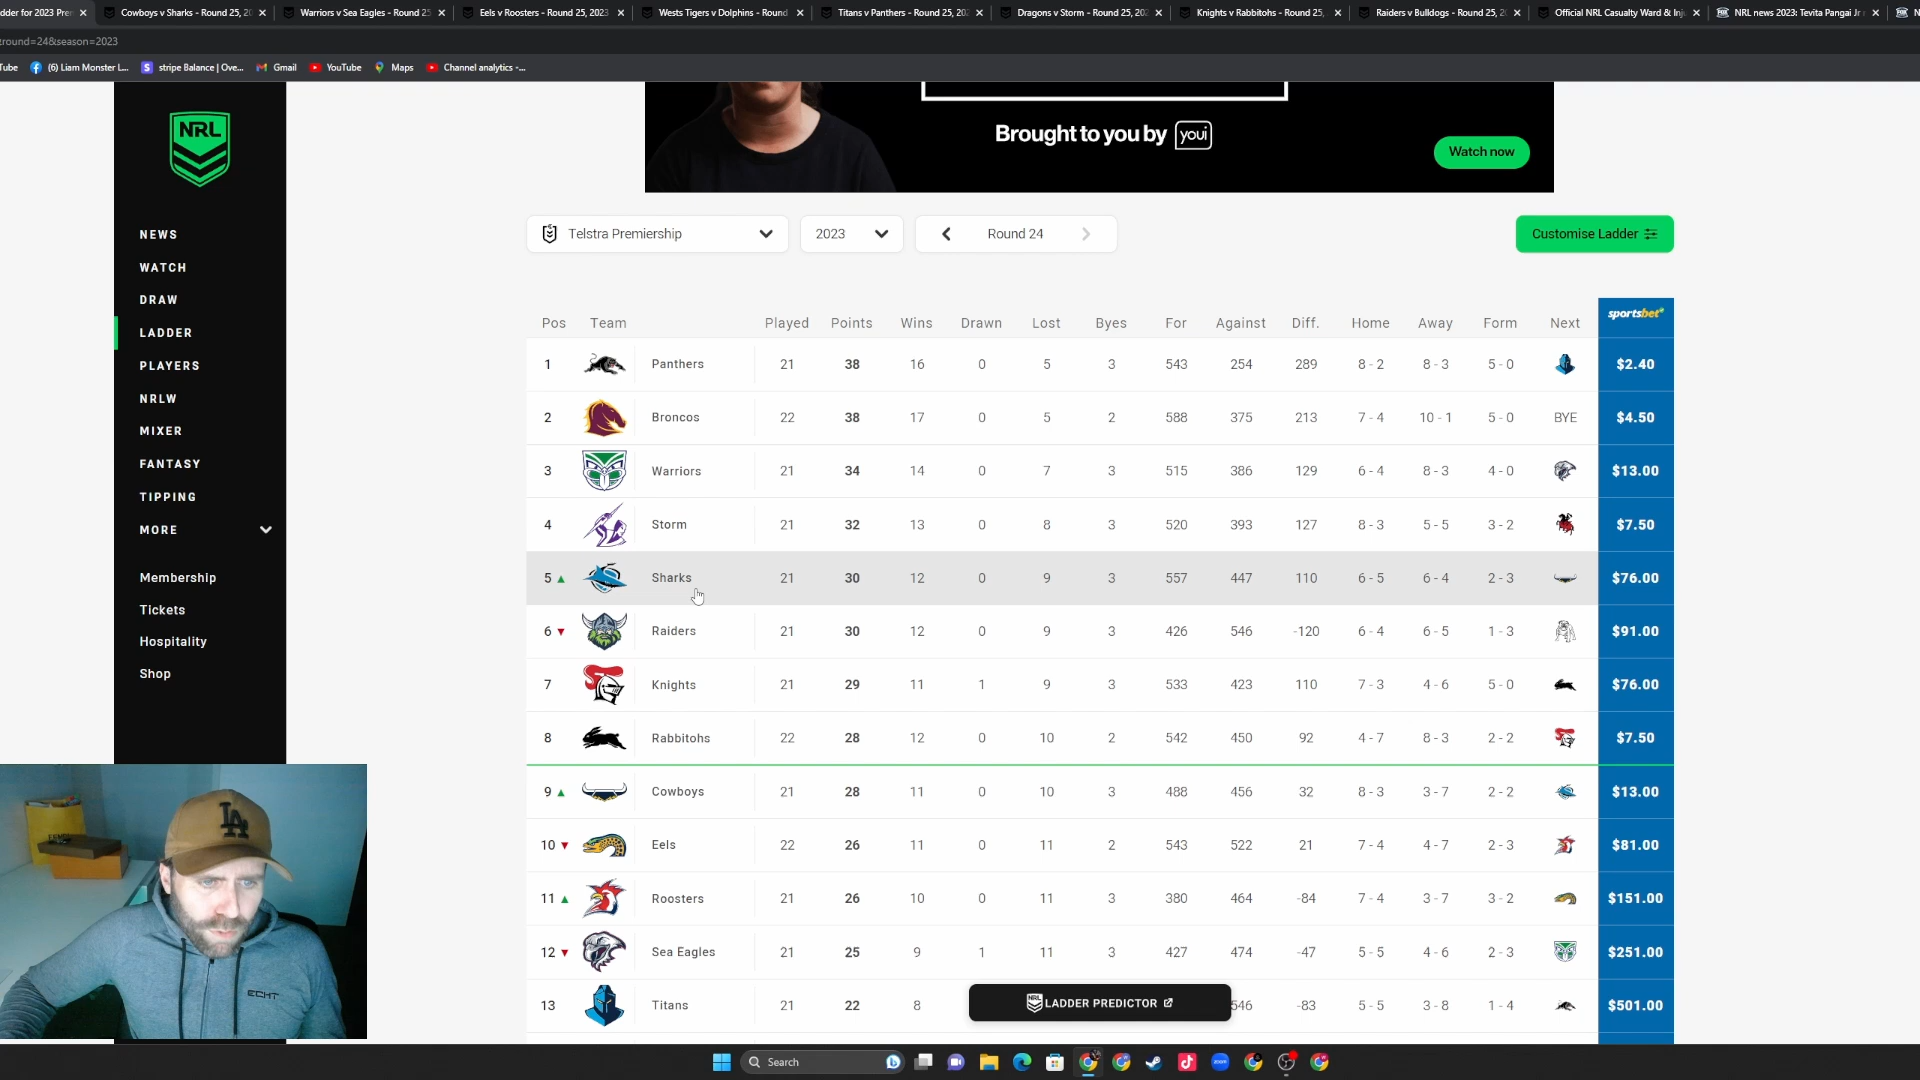 dder for 2023 Pre
Cowboys v Sharks - Round 25, 20
Warriors v Sea Eagles - Round 25
Eels v Roosters - Round 25, 2023
Wests Tigers v Dolphins - Round
Titans v Panthers - Round 25, 202
Dragons v Storm - Round 25, 202
Knights v Rabbitohs - Round 25,
Raiders v Bulldogs - Round 25, 2
Official NRL Casualty Ward & Inj
NRL news 2023: Tevita Pangai Jr
round=24&season=2023
Tube
(6) Liam Monster L...
stripe Balance | Ove...
Gmail
YouTube
Maps
Channel analytics -...
NRL
NEWS
WATCH
DRAW
LADDER
PLAYERS
NRLW
MIXER
FANTASY
TIPPING
MORE
Membership
Tickets
Hospitality
Shop
Brought to you by youi
Watch now
Telstra Premiership
2023
Round 24
Customise Ladder
Pos Team Played Points Wins Drawn Lost Byes For Against Diff. Home Away Form Next sportsbet
1 Panthers 21 38 16 0 5 3 543 254 289 8 - 2 8 - 3 5 - 0 $2.40
2 Broncos 22 38 17 0 5 2 588 375 213 7 - 4 10 - 1 5 - 0 BYE $4.50
3 Warriors 21 34 14 0 7 3 515 386 129 6 - 4 8 - 3 4 - 0 $13.00
4 Storm 21 32 13 0 8 3 520 393 127 8 - 3 5 - 5 3 - 2 $7.50
5 Sharks 21 30 12 0 9 3 557 447 110 6 - 5 6 - 4 2 - 3 $76.00
6 Raiders 21 30 12 0 9 3 426 546 -120 6 - 4 6 - 5 1 - 3 $91.00
7 Knights 21 29 11 1 9 3 533 423 110 7 - 3 4 - 6 5 - 0 $76.00
8 Rabbitohs 22 28 12 0 10 2 542 450 92 4 - 7 8 - 3 2 - 2 $7.50
9 Cowboys 21 28 11 0 10 3 488 456 32 8 - 3 3 - 7 2 - 2 $13.00
10 Eels 22 26 11 0 11 2 543 522 21 7 - 4 4 - 7 2 - 3 $81.00
11 Roosters 21 26 10 0 11 3 380 464 -84 7 - 4 3 - 7 3 - 2 $151.00
12 Sea Eagles 21 25 9 1 11 3 427 474 -47 5 - 5 4 - 6 2 - 3 $251.00
13 Titans 21 22 8 546 -83 5 - 5 3 - 8 1 - 4 $501.00
LADDER PREDICTOR
LA
ECHT
Search